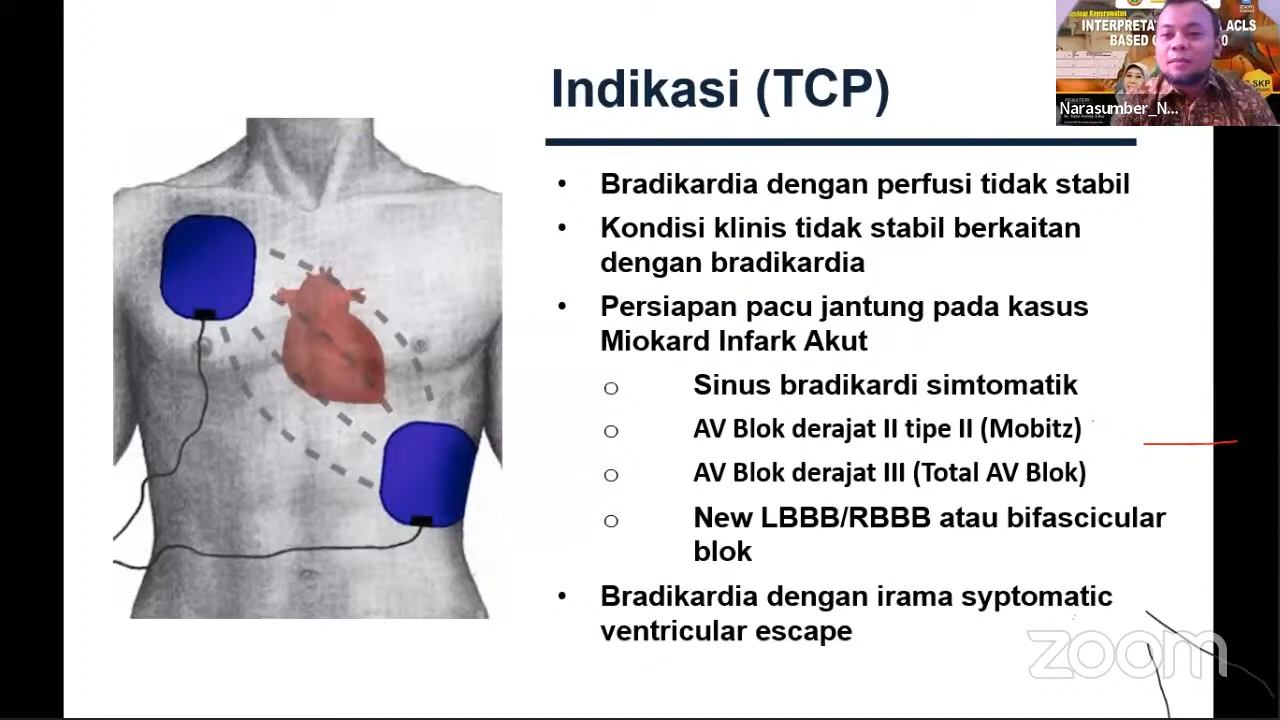 Indikasi (TCP)
• Bradikardia dengan perfusi tidak stabil
• Kondisi klinis tidak stabil berkaitan
dengan bradikardia
• Persiapan pacu jantung pada kasus
Miokard Infark Akut
o Sinus bradikardi simtomatik
o AV Blok derajat II tipe II (Mobitz)
o AV Blok derajat III (Total AV Blok)
o New LBBB/RBBB atau bifascicular
blok
• Bradikardia dengan irama syptomatic
ventricular escape
zoom
Keperawatan
INTERPRETA
ACLS
BASED
SKP
Narasumber_N...